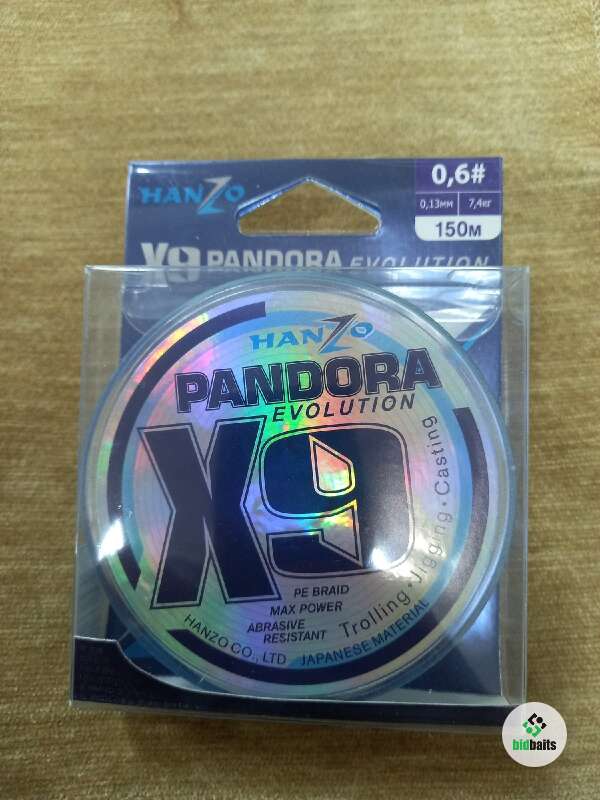 HANZO
0,6#
0,13мм 7,4кг
150м
X9 PANDORA EVOLUTION
HANZO
PANDORA
EVOLUTION
X9
PE BRAID
MAX POWER
ABRASIVE
RESISTANT
HANZO CO., LTD JAPANESE MATERIAL
Trolling·Jigging·Casting
bidbaits